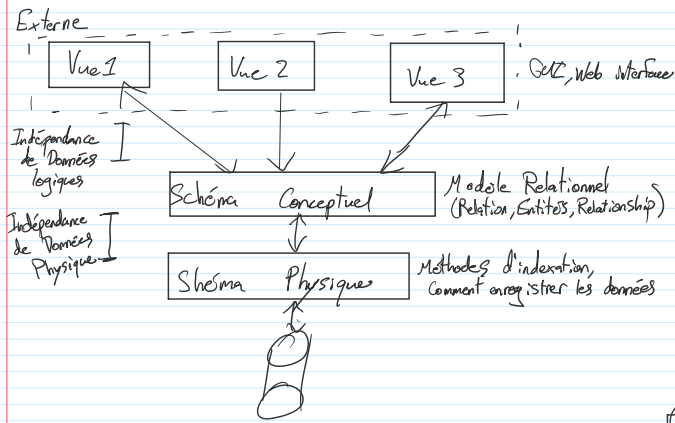 Externe
Vue 1
Vue 2
Vue 3
GUI, Web Interface
Indépendance
de Données
logiques
Schéma Conceptuel
Modèle Relationnel
(Relation, Entités, Relationship)
Indépendance
de Données
Physique
Shéma Physique
Méthodes d'indexation,
Comment enregistrer les données